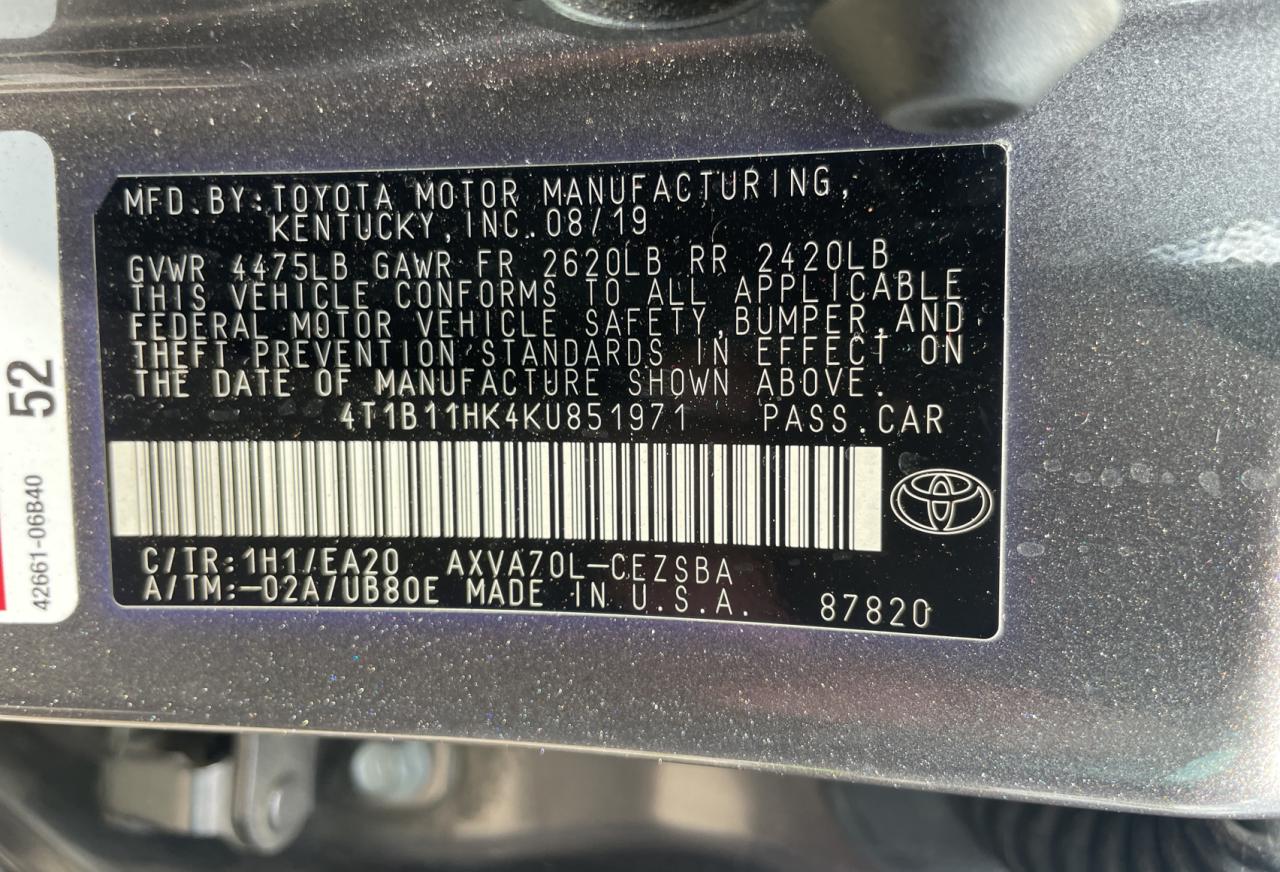 MFD.BY:TOYOTA MOTOR MANUFACTURING,
KENTUCKY,INC.08/19
GVWR 4475LB GAWR FR 2620LB RR 2420LB
THIS VEHICLE CONFORMS TO ALL APPLICABLE
FEDERAL MOTOR VEHICLE SAFETY,BUMPER,AND
THEFT PREVENTION STANDARDS IN EFFECT ON
THE DATE OF MANUFACTURE SHOWN ABOVE.
4T1B11HK4KU851971 PASS.CAR
C/TR:1H1/EA20 AXVA70L-CEZSBA
A/TM:-02A/UB80E MADE IN U.S.A. 87820
52
42661-06B40